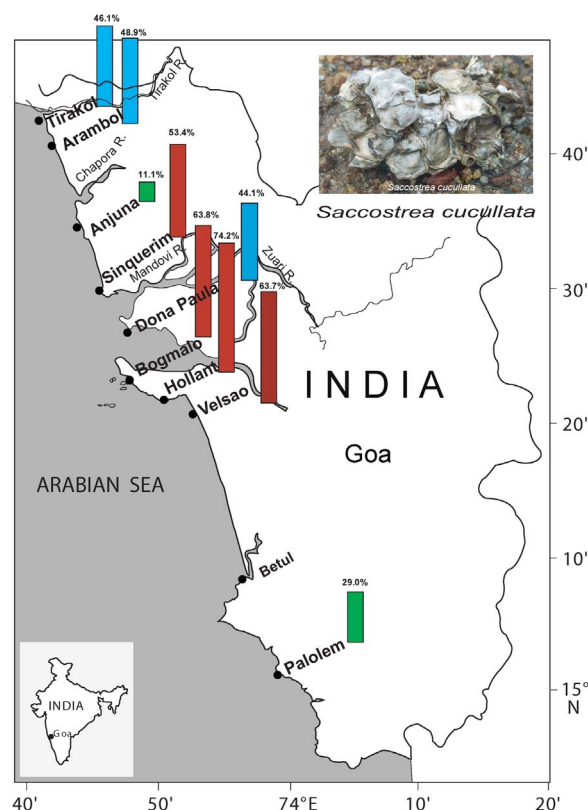 46.1%
48.9%
Tirakol R.
Tirakol
Arambol
Chapora R.
53.4%
11.1%
Anjuna
44.1%
63.8%
74.2%
Sinquerim
Mandovi R.
Zuari R.
63.7%
Dona Paula
Bogmalo
Hollant
Velsao
Saccostrea cucullata
Saccostrea cucullata
INDIA
Goa
ARABIAN SEA
Betul
29.0%
Palolem
INDIA
Goa
40'
30'
20'
10'
15°
N
40'
50'
74°E
10'
20'